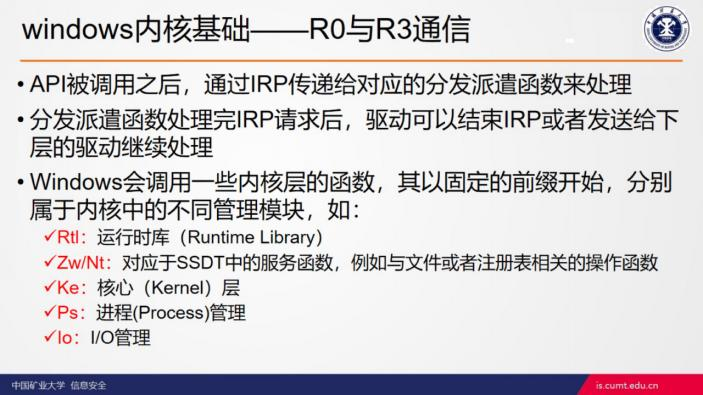 windows内核基础——R0与R3通信
• API被调用之后，通过IRP传递给对应的分发派遣函数来处理
• 分发派遣函数处理完IRP请求后，驱动可以结束IRP或者发送给下
层的驱动继续处理
• Windows会调用一些内核层的函数，其以固定的前缀开始，分别
属于内核中的不同管理模块，如：
✓Rtl：运行时库（Runtime Library）
✓Zw/Nt：对应于SSDT中的服务函数，例如与文件或者注册表相关的操作函数
✓Ke：核心（Kernel）层
✓Ps：进程(Process)管理
✓Io：I/O管理
中国矿业大学 信息安全
is.cumt.edu.cn